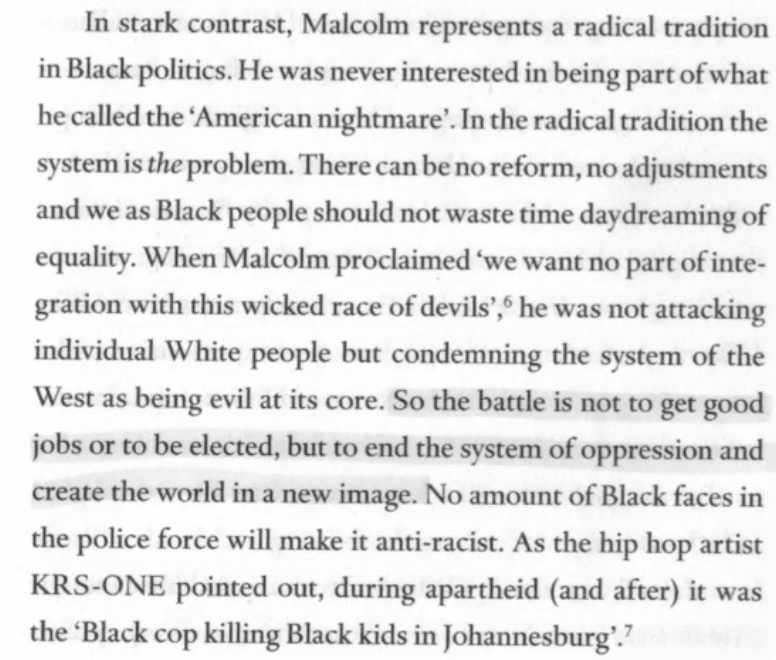 In stark contrast, Malcolm represents a radical tradition
in Black politics. He was never interested in being part of what
he called the ‘American nightmare’. In the radical tradition the
system is the problem. There can be no reform, no adjustments
and we as Black people should not waste time daydreaming of
equality. When Malcolm proclaimed ‘we want no part of inte-
gration with this wicked race of devils’,⁶ he was not attacking
individual White people but condemning the system of the
West as being evil at its core. So the battle is not to get good
jobs or to be elected, but to end the system of oppression and
create the world in a new image. No amount of Black faces in
the police force will make it anti-racist. As the hip hop artist
KRS-ONE pointed out, during apartheid (and after) it was
the ‘Black cop killing Black kids in Johannesburg’.⁷